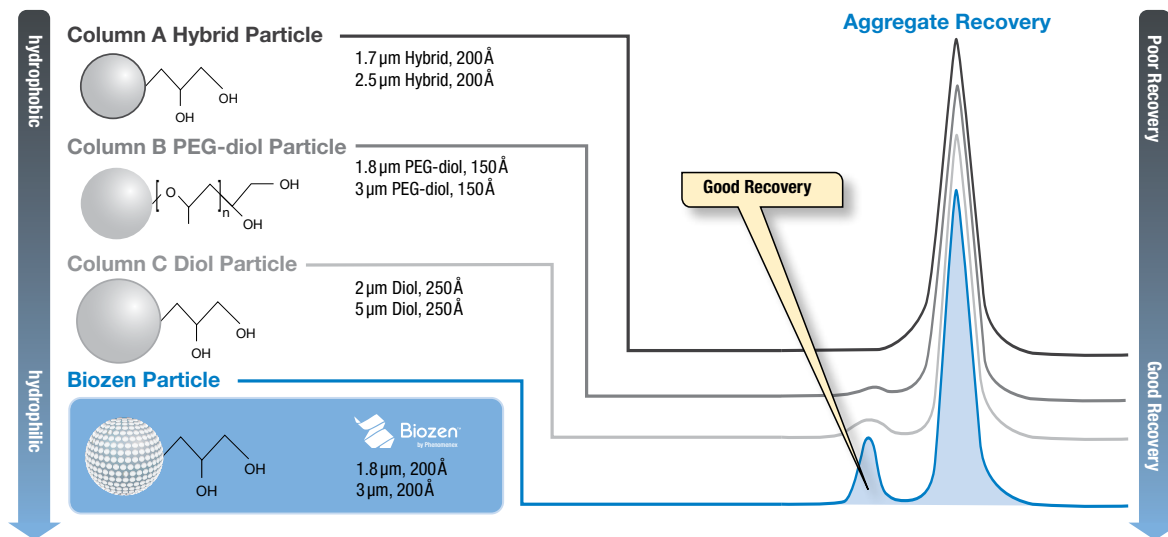 hydrophobic
hydrophilic
Column A Hybrid Particle
1.7 µm Hybrid, 200 Å
2.5 µm Hybrid, 200 Å
OH
OH
Column B PEG-diol Particle
1.8 µm PEG-diol, 150 Å
3 µm PEG-diol, 150 Å
O
n
OH
OH
Column C Diol Particle
2 µm Diol, 250 Å
5 µm Diol, 250 Å
OH
OH
Biozen Particle
OH
OH
Biozen
by Phenomenex
1.8 µm, 200 Å
3 µm, 200 Å
Aggregate Recovery
Good Recovery
Poor Recovery
Good Recovery